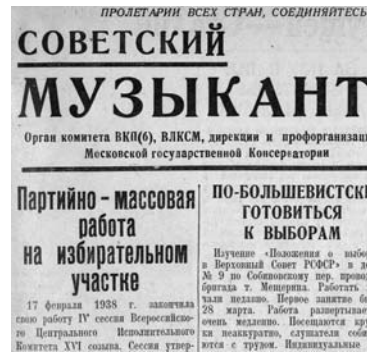 ПРОЛЕТАРИИ ВСЕХ СТРАН, СОЕДИНЯЙТЕСЬ
СОВЕТСКИЙ
МУЗЫКАНТ
Орган комитета ВКП(б), ВЛКСМ, дирекции и профорганизац
Московской государственной Консерватории
Партийно-массовая
работа
на избирательном
участке
17 февраля 1938 г. закончила
свою работу IV сессия Всероссийско-
го Центрального Исполнительного
Комитета XVI созыва. Сессия утвер-
ПО-БОЛЬШЕВИСТСК
ГОТОВИТЬСЯ
К ВЫБОРАМ
Изучение «Положения о выбо
в Верховный Совет РСФСР» в д
№ 9 по Собиновскому пер. прово
бригада т. Мещерина. Работать
чали недавно. Первое занятие бы
28 марта. Работа развертывает
очень медленно. Посещаются кру
ки неаккуратно, слушатели соби
ются с трудом. Индивидуальные